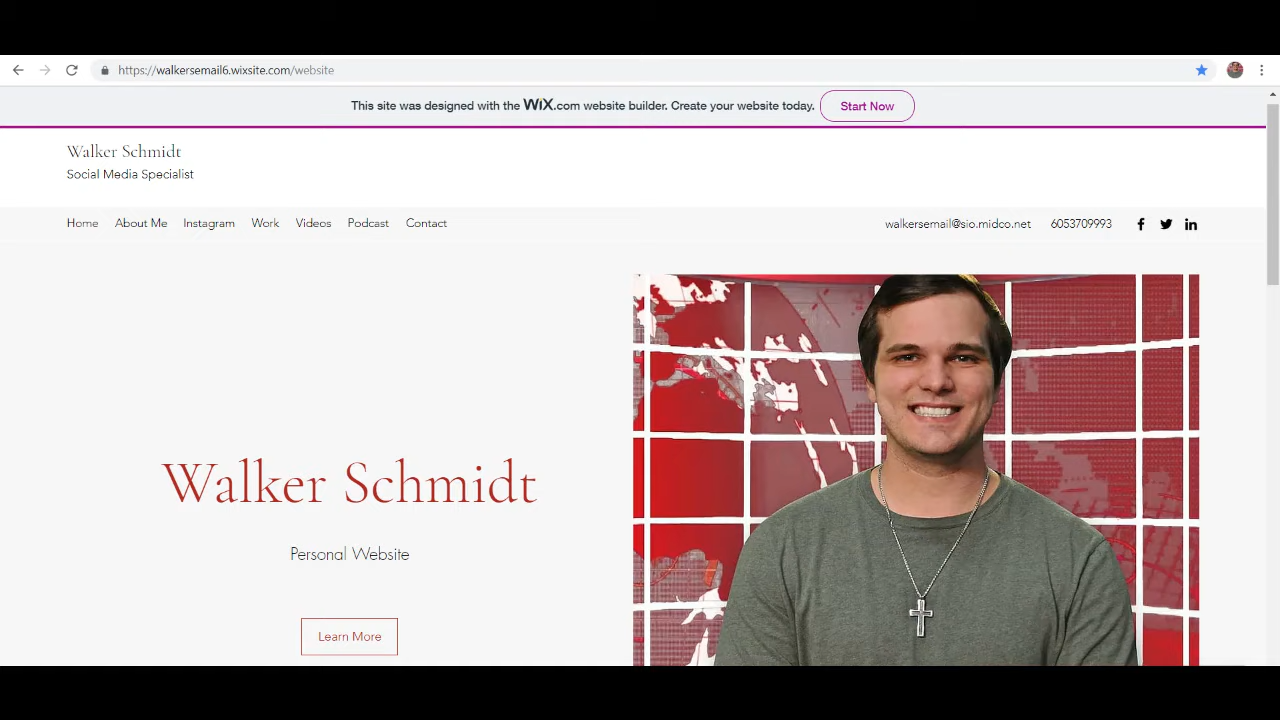 https://walkersemail6.wixsite.com/website
This site was designed with the WiX.com website builder. Create your website today. Start Now
Walker Schmidt
Social Media Specialist
Home About Me Instagram Work Videos Podcast Contact walkersemail@sio.midco.net 6053709993
Walker Schmidt
Personal Website
Learn More